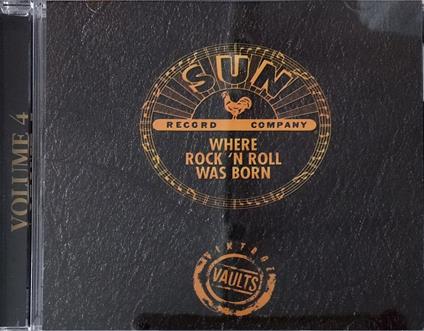 VOLUME 4
SUN
RECORD COMPANY
WHERE
ROCK 'N ROLL
WAS BORN
VINTAGE
VAULTS